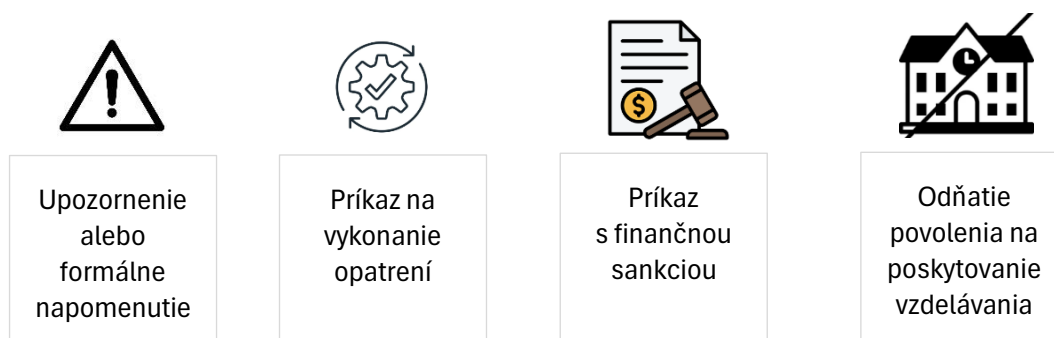 Upozornenie
alebo
formálne
napomenutie
Príkaz na
vykonanie
opatrení
Príkaz
s finančnou
sankciou
Odňatie
povolenia na
poskytovanie
vzdelávania
$